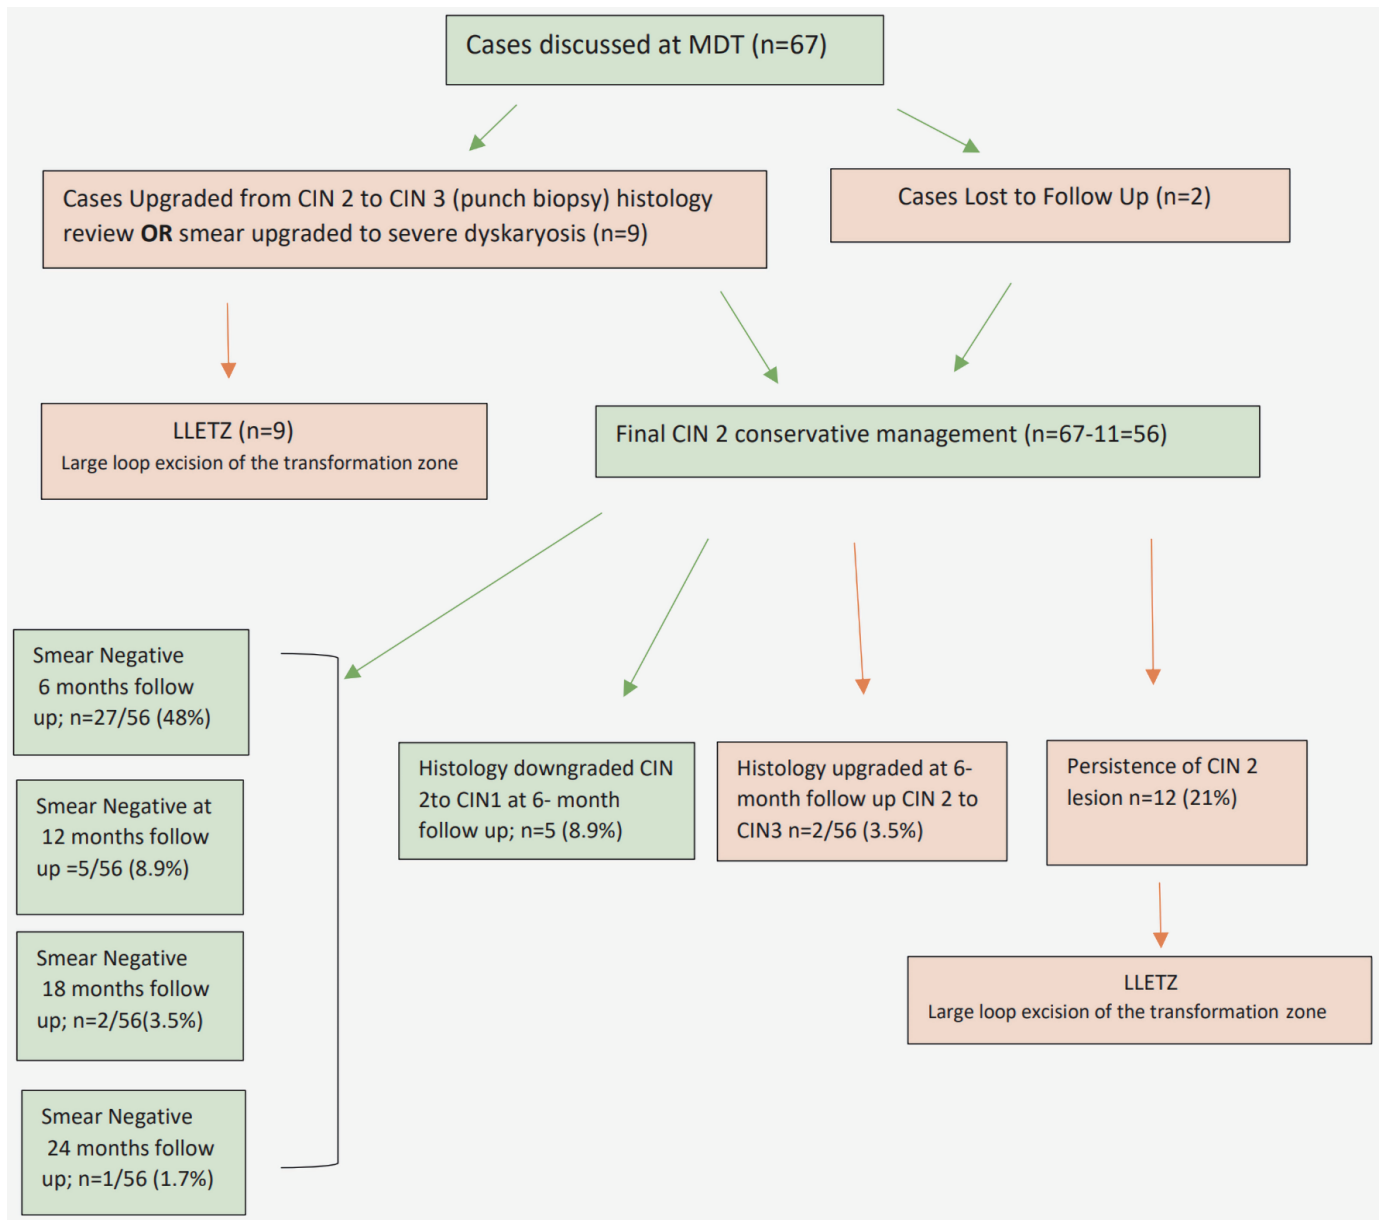 Cases discussed at MDT (n=67)
Cases Upgraded from CIN 2 to CIN 3 (punch biopsy) histology
review OR smear upgraded to severe dyskaryosis (n=9)
Cases Lost to Follow Up (n=2)
LLETZ (n=9)
Large loop excision of the transformation zone
Final CIN 2 conservative management (n=67-11=56)
Smear Negative
6 months follow
up; n=27/56 (48%)
Smear Negative at
12 months follow
up =5/56 (8.9%)
Smear Negative
18 months follow
up; n=2/56(3.5%)
Smear Negative
24 months follow
up; n=1/56 (1.7%)
Histology downgraded CIN
2to CIN1 at 6- month
follow up; n=5 (8.9%)
Histology upgraded at 6-
month follow up CIN 2 to
CIN3 n=2/56 (3.5%)
Persistence of CIN 2
lesion n=12 (21%)
LLETZ
Large loop excision of the transformation zone